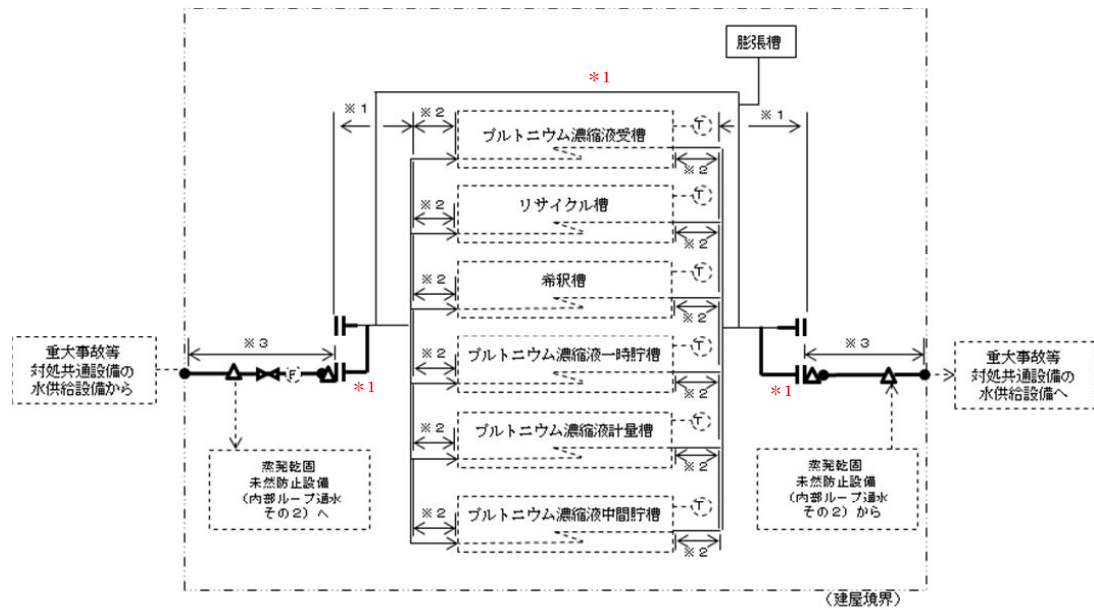 膨張槽
*1
※1
※2
プルトニウム濃縮液受槽
T
※1
※2
※2
リサイクル槽
T
※2
※2
希釈槽
T
※2
※2
プルトニウム濃縮液一時貯槽
T
※2
※2
プルトニウム濃縮液計量槽
T
※2
※2
プルトニウム濃縮液中間貯槽
T
※2
重大事故等
対処共通設備の
水供給設備から
※3
F
*1
蒸発乾固
未然防止設備
(内部ループ通水
その2)へ
*1
※3
重大事故等
対処共通設備の
水供給設備へ
蒸発乾固
未然防止設備
(内部ループ通水
その2)から
(建屋境界)